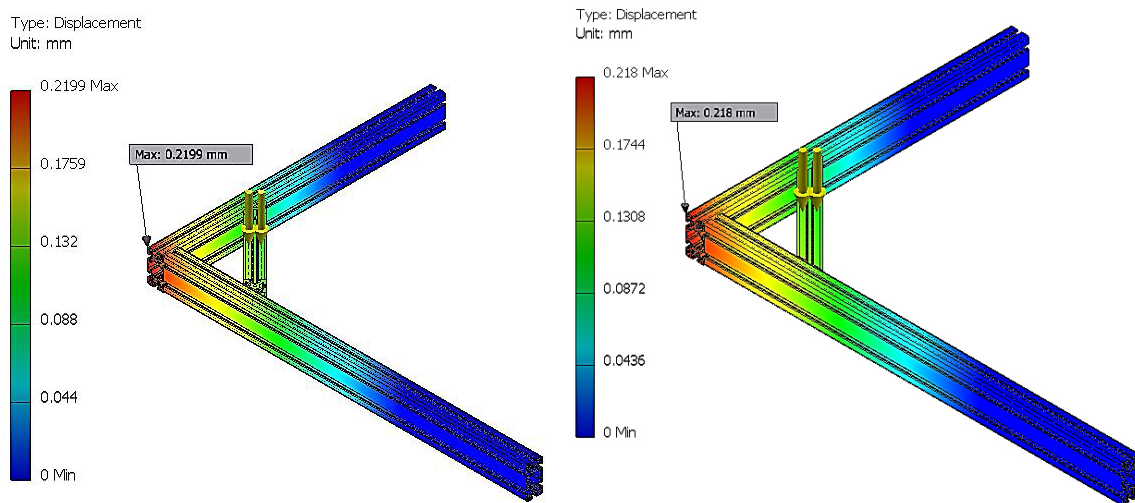 Type: Displacement
Unit: mm
0.2199 Max
Max: 0.2199 mm
0.1759
0.132
0.088
0.044
0 Min
Type: Displacement
Unit: mm
0.218 Max
Max: 0.218 mm
0.1744
0.1308
0.0872
0.0436
0 Min